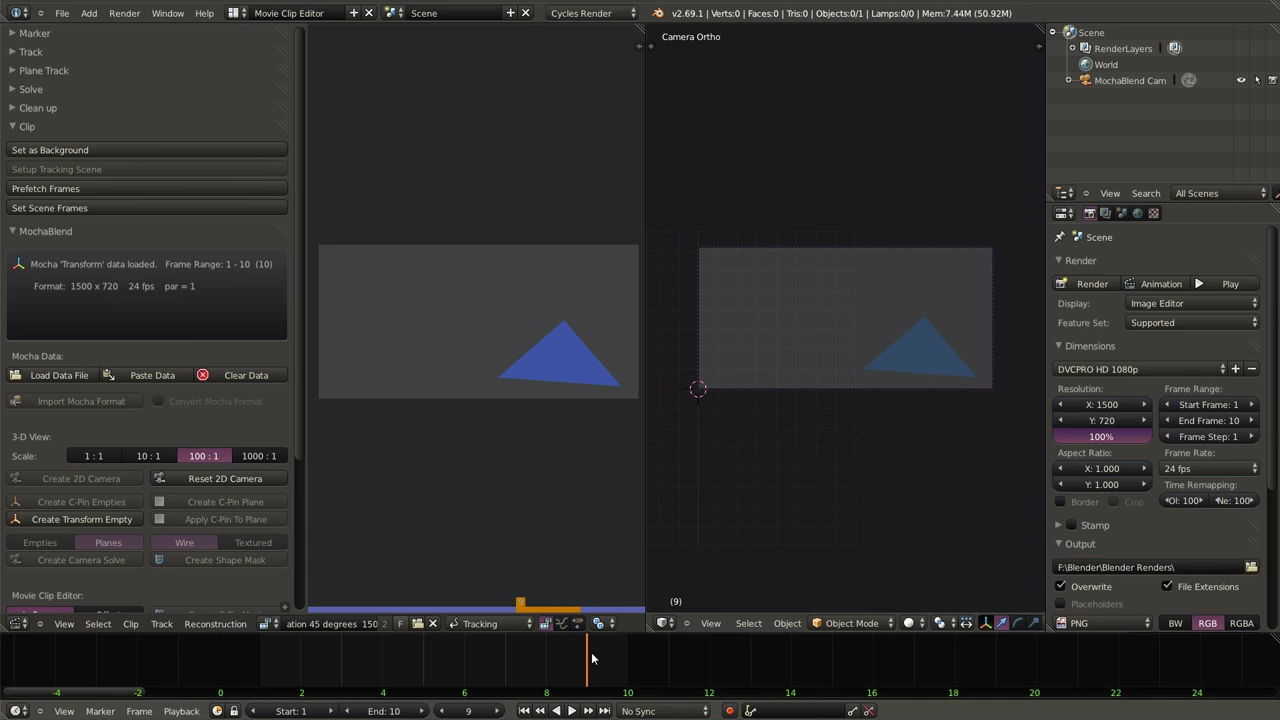 File Add Render Window Help Movie Clip Editor Scene Cycles Render v2.69.1 | Verts:0 | Faces:0 | Tris:0 | Objects:0/1 | Lamps:0/0 | Mem:7.44M (50.92M)
Marker
Track
Plane Track
Solve
Clean up
Clip
Set as Background
Setup Tracking Scene
Prefetch Frames
Set Scene Frames
MochaBlend
Mocha 'Transform' data loaded. Frame Range: 1 - 10 (10)
Format: 1500 x 720 24 fps par = 1
Mocha Data:
Load Data File Paste Data Clear Data
Import Mocha Format Convert Mocha Format
3-D View:
Scale: 1 : 1 10 : 1 100 : 1 1000 : 1
Create 2D Camera Reset 2D Camera
Create C-Pin Empties Create C-Pin Plane
Create Transform Empty Apply C-Pin To Plane
Empties Planes Wire Textured
Create Camera Solve Create Shape Mask
Movie Clip Editor:
View Select Clip Track Reconstruction ation 45 degrees 150 2 F Tracking
Camera Ortho
(9)
View Select Object Object Mode
Scene
RenderLayers
World
MochaBlend Cam
View Search All Scenes
Scene
Render
Render Animation Play
Display: Image Editor
Feature Set: Supported
Dimensions
DVCPRO HD 1080p
Resolution: Frame Range:
X: 1500 Start Frame: 1
Y: 720 End Frame: 10
100% Frame Step: 1
Aspect Ratio: Frame Rate:
X: 1.000 24 fps
Y: 1.000 Time Remapping:
Border Crop Ol: 100 Ne: 100
Stamp
Output
F:\Blender\Blender Renders\
Overwrite File Extensions
Placeholders
PNG BW RGB RGBA
-4 -2 0 2 4 6 8 10 12 14 16 18 20 22 24
View Marker Frame Playback Start: 1 End: 10 9 No Sync